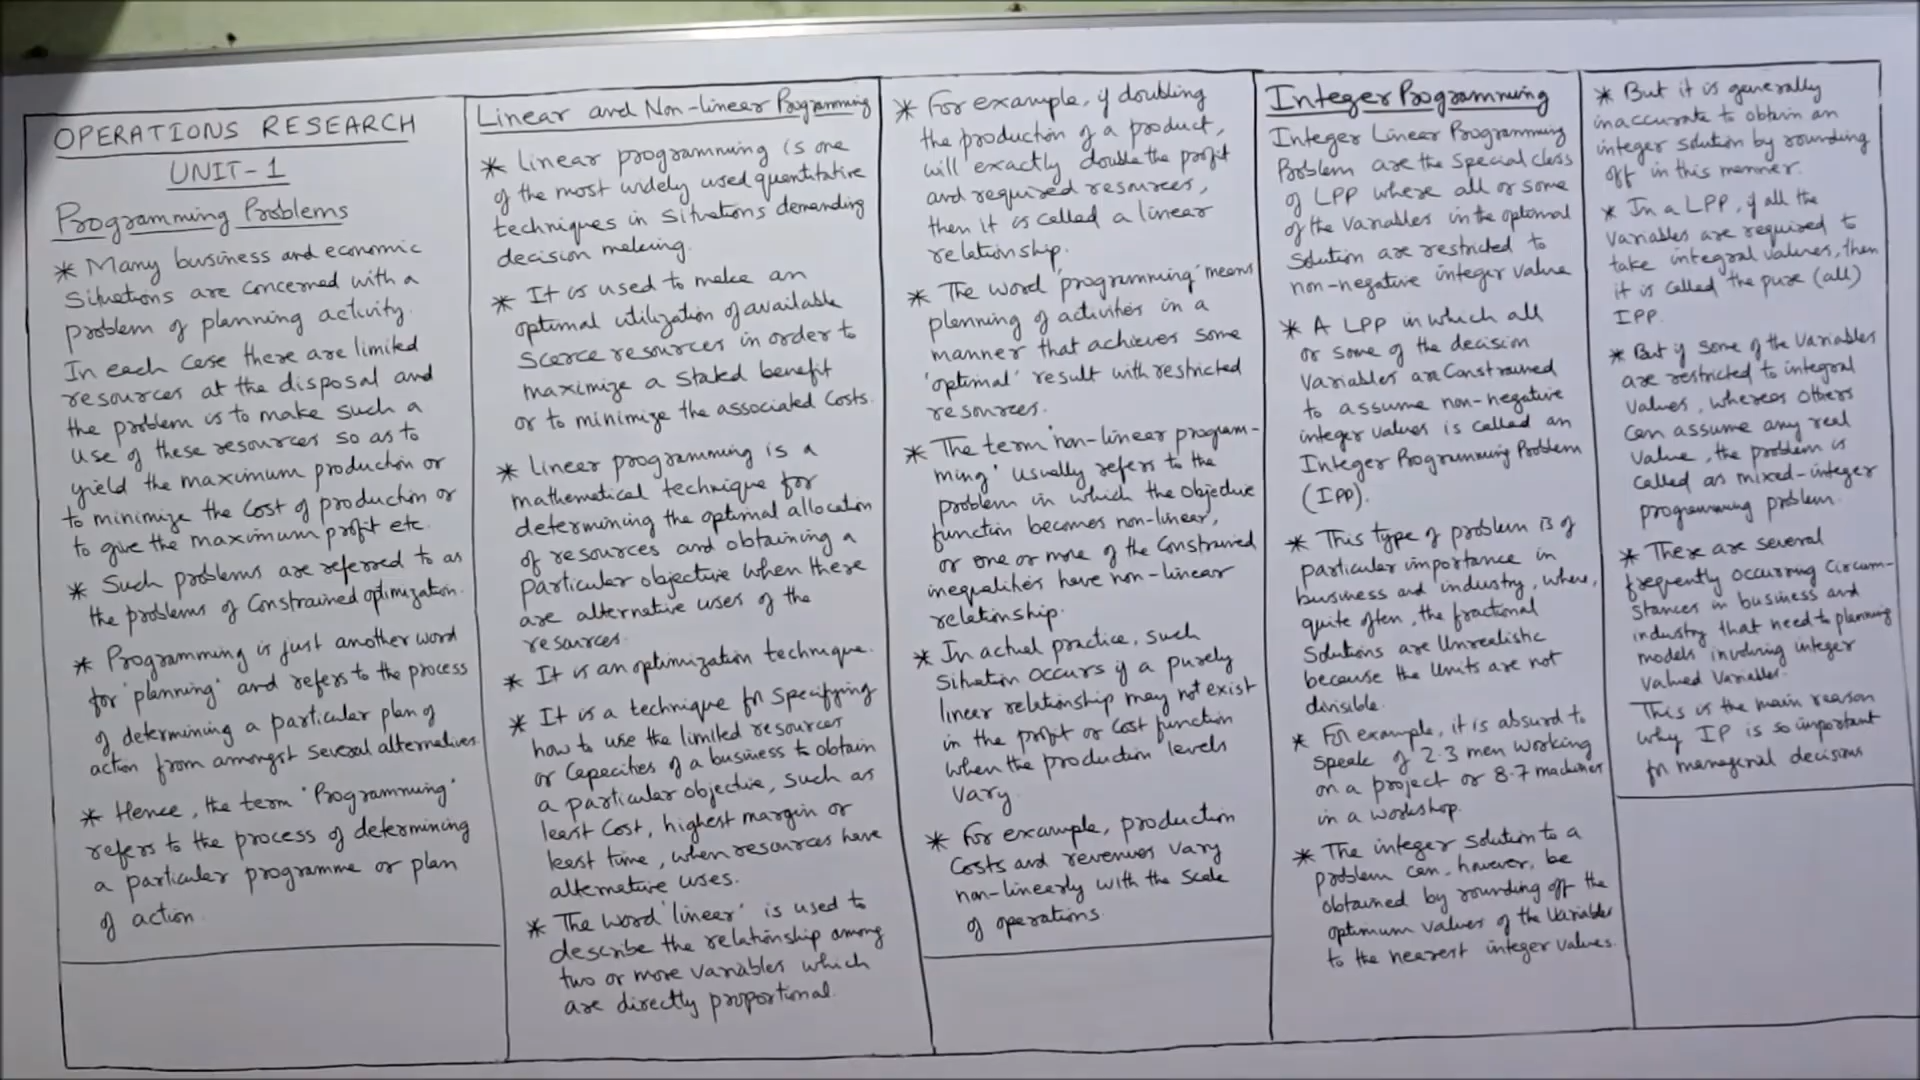 OPERATIONS RESEARCH
UNIT-1
Programming Problems
* Many business and economic
Situations are concerned with a
problem of planning activity.
In each case there are limited
resources at the disposal and
the problem is to make such a
use of these resources so as to
yield the maximum production or
to minimize the cost of production or
to give the maximum profit etc.
* Such problems are referred to as
the problems of Constrained optimization.
* Programming is just another word
for 'planning' and refers to the process
of determining a particular plan of
action from amongst several alternatives.
* Hence, the term 'Programming'
refers to the process of determining
a particular programme or plan
of action.
Linear and Non-linear Programming
* Linear programming is one
of the most widely used quantitative
techniques in situations demanding
decision making.
* It is used to make an
optimal utilization of available
Scarce resources in order to
maximize a stated benefit
or to minimize the associated costs.
* Linear programming is a
mathematical technique for
determining the optimal allocation
of resources and obtaining a
particular objective when there
are alternative uses of the
resources.
* It is an optimization technique.
* It is a technique for specifying
how to use the limited resources
or Capacities of a business to obtain
a particular objective, such as
least cost, highest margin or
least time, when resources have
alternative uses.
* The word 'linear' is used to
describe the relationship among
two or more variables which
are directly proportional.
* For example, if doubling
the production of a product,
will exactly double the profit
and required resources,
then it is called a linear
relationship.
* The word 'programming' means
planning of activities in a
manner that achieves some
'optimal' result with restricted
resources.
* The term 'non-linear program-
ming' usually refers to the
problem in which the objective
function becomes non-linear,
or one or more of the Constrained
inequalities have non-linear
relationship.
* In actual practice, such
situation occurs if a purely
linear relationship may not exist
in the profit or cost function
when the production levels
vary.
* For example, production
Costs and revenues vary
non-linearly with the scale
of operations.
Integer Programming
Integer Linear Programming
Problem are the special class
of LPP where all or some
of the variables in the optimal
solution are restricted to
non-negative integer value
* A LPP in which all
or some of the decision
variables are Constrained
to assume non-negative
integer values is called an
Integer Programming Problem
(IPP).
* This type of problem is of
particular importance in
business and industry, where,
quite often, the fractional
Solutions are Unrealistic
because the Units are not
divisible.
* For example, it is absurd to
speak of 2.3 men working
on a project or 8.7 machines
in a workshop.
* The integer solution to a
problem can, however, be
obtained by rounding off the
optimum values of the variables
to the nearest integer values.
* But it is generally
inaccurate to obtain an
integer solution by rounding
off in this manner.
* In a LPP, if all the
variables are required to
take integral values, then
it is called the pure (all)
IPP.
* But if some of the variables
are restricted to integral
values, whereas others
can assume any real
value, the problem is
called as mixed-integer
programming problem.
* There are several
frequently occurring circum-
stances in business and
industry that need to planning
models involving integer
valued variables.
This is the main reason
why IP is so important
for managerial decisions